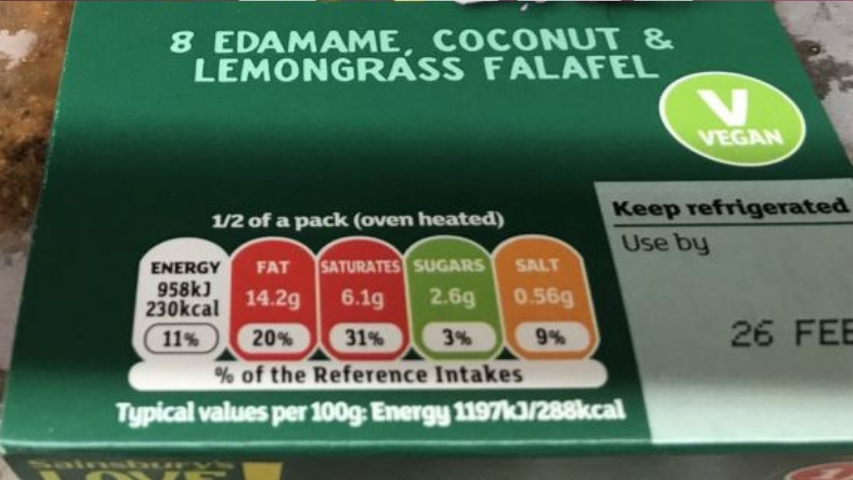 8 EDAMAME, COCONUT &
LEMONGRASS FALAFEL
V
VEGAN
1/2 of a pack (oven heated)
ENERGY
958kJ
230kcal
11%
FAT
14.2g
20%
SATURATES
6.1g
31%
SUGARS
2.6g
3%
SALT
0.56g
9%
% of the Reference Intakes
Typical values per 100g: Energy 1197kJ/288kcal
Keep refrigerated
Use by
26 FEB
Sainsbury's
LOVE